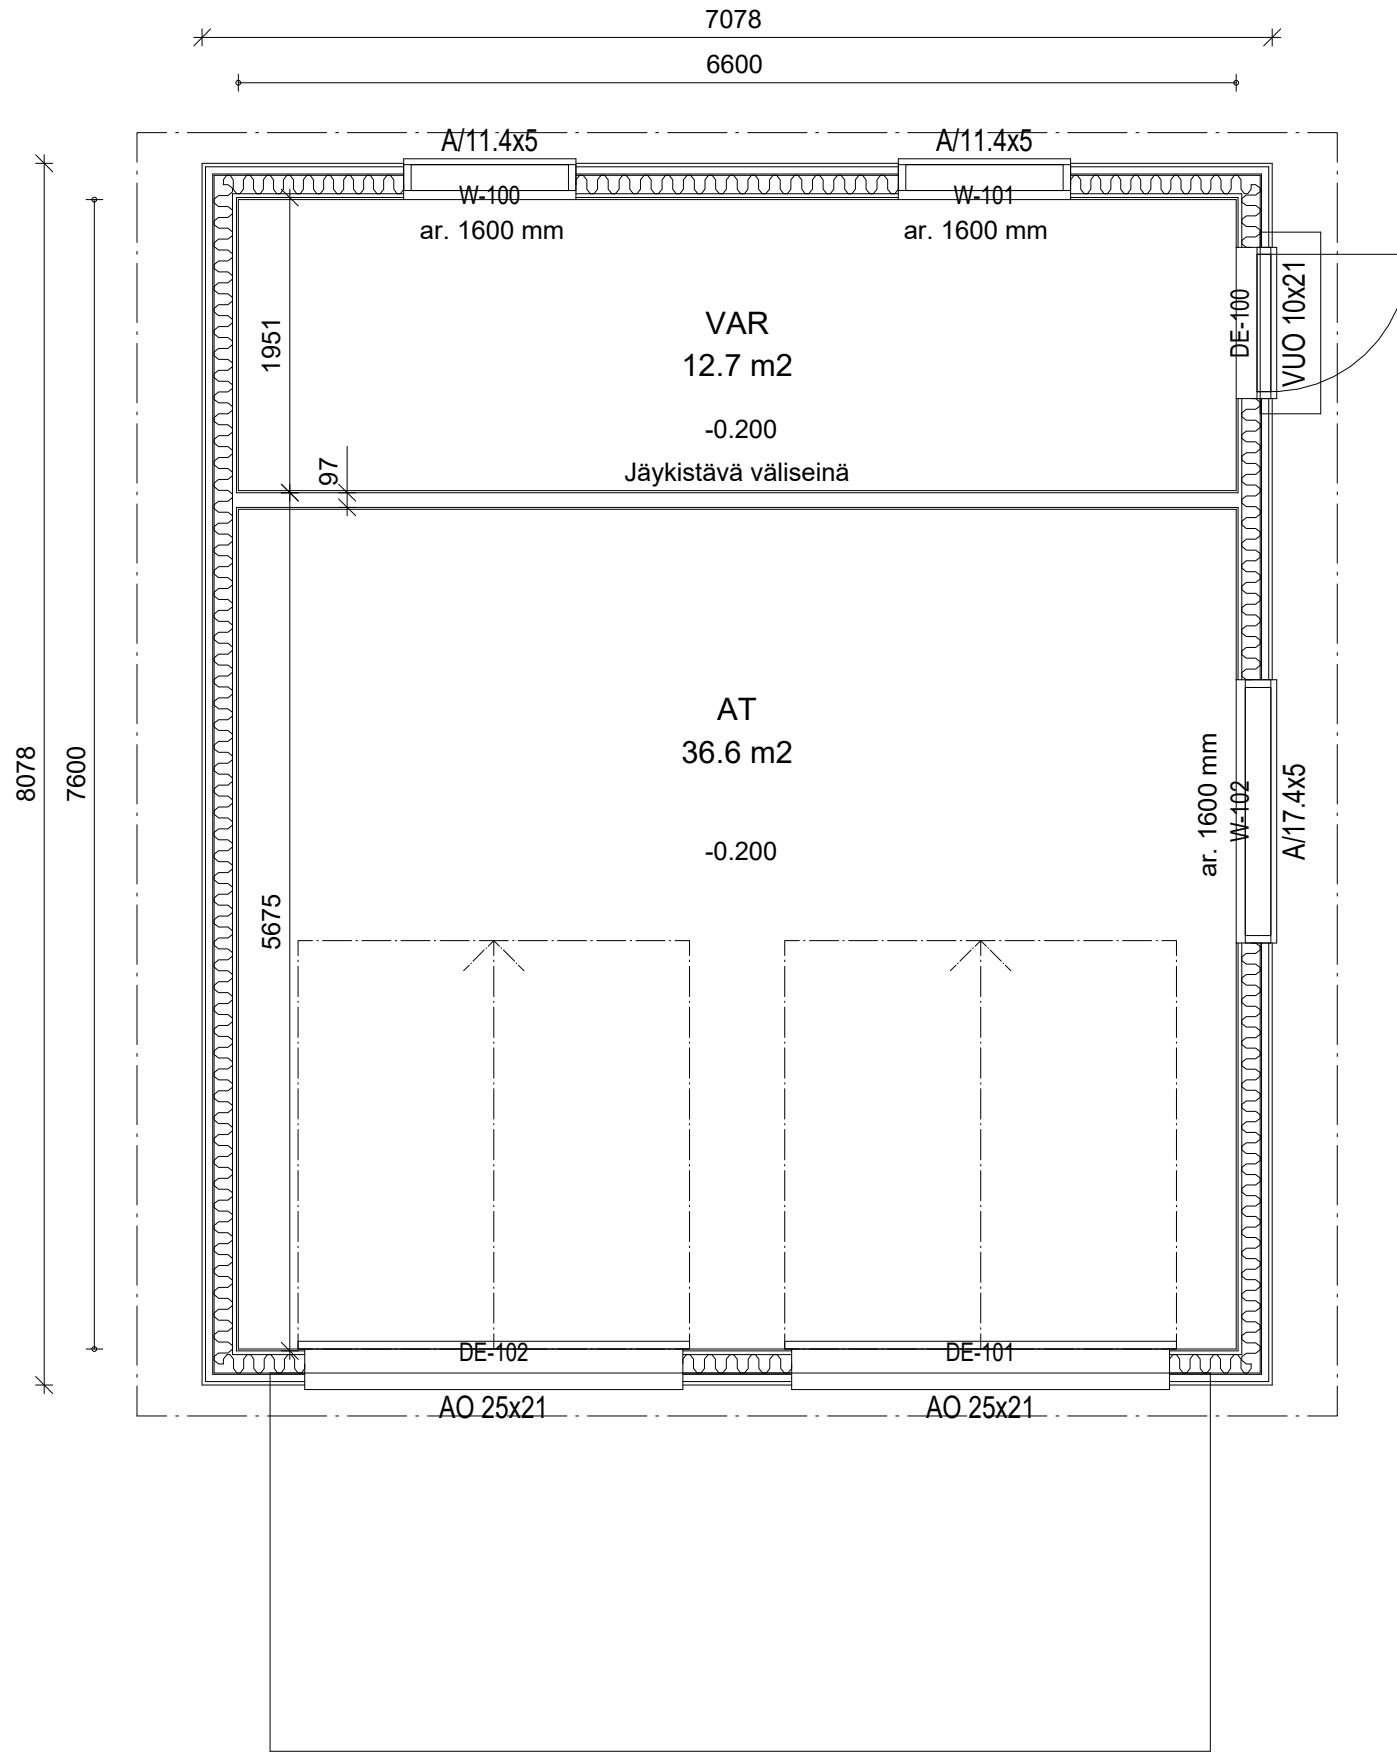 7078
6600
A/11.4x5
A/11.4x5
W-100
W-101
ar. 1600 mm
ar. 1600 mm
VAR
12.7 m2
-0.200
Jäykistävä väliseinä
1951
97
DE-100
VUO 10x21
8078
7600
AT
36.6 m2
-0.200
ar. 1600 mm
W-102
A/17.4x5
5675
DE-102
DE-101
AO 25x21
AO 25x21